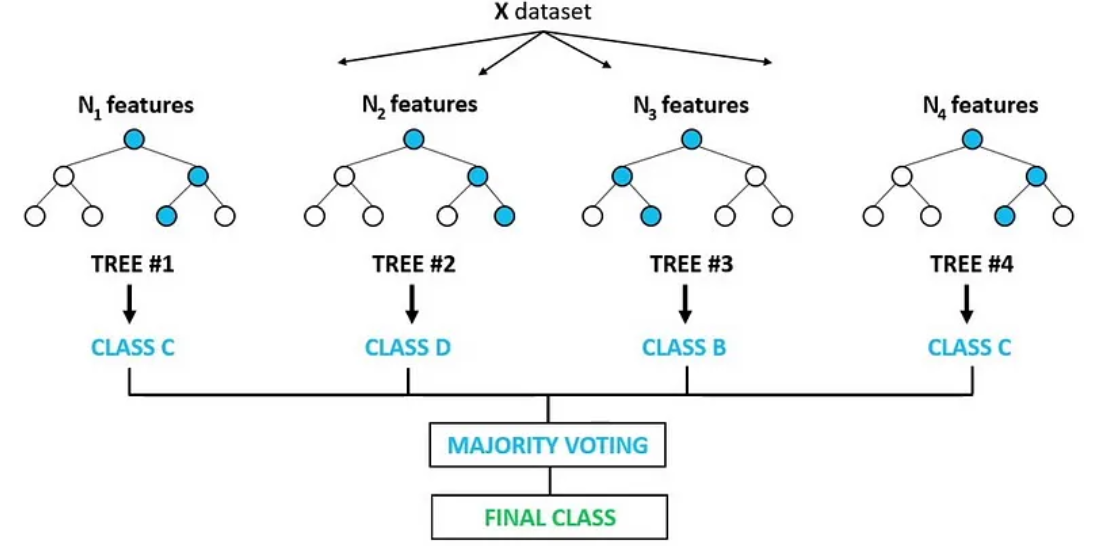 X dataset
N1 features
N2 features
N3 features
N4 features
TREE #1
TREE #2
TREE #3
TREE #4
CLASS C
CLASS D
CLASS B
CLASS C
MAJORITY VOTING
FINAL CLASS